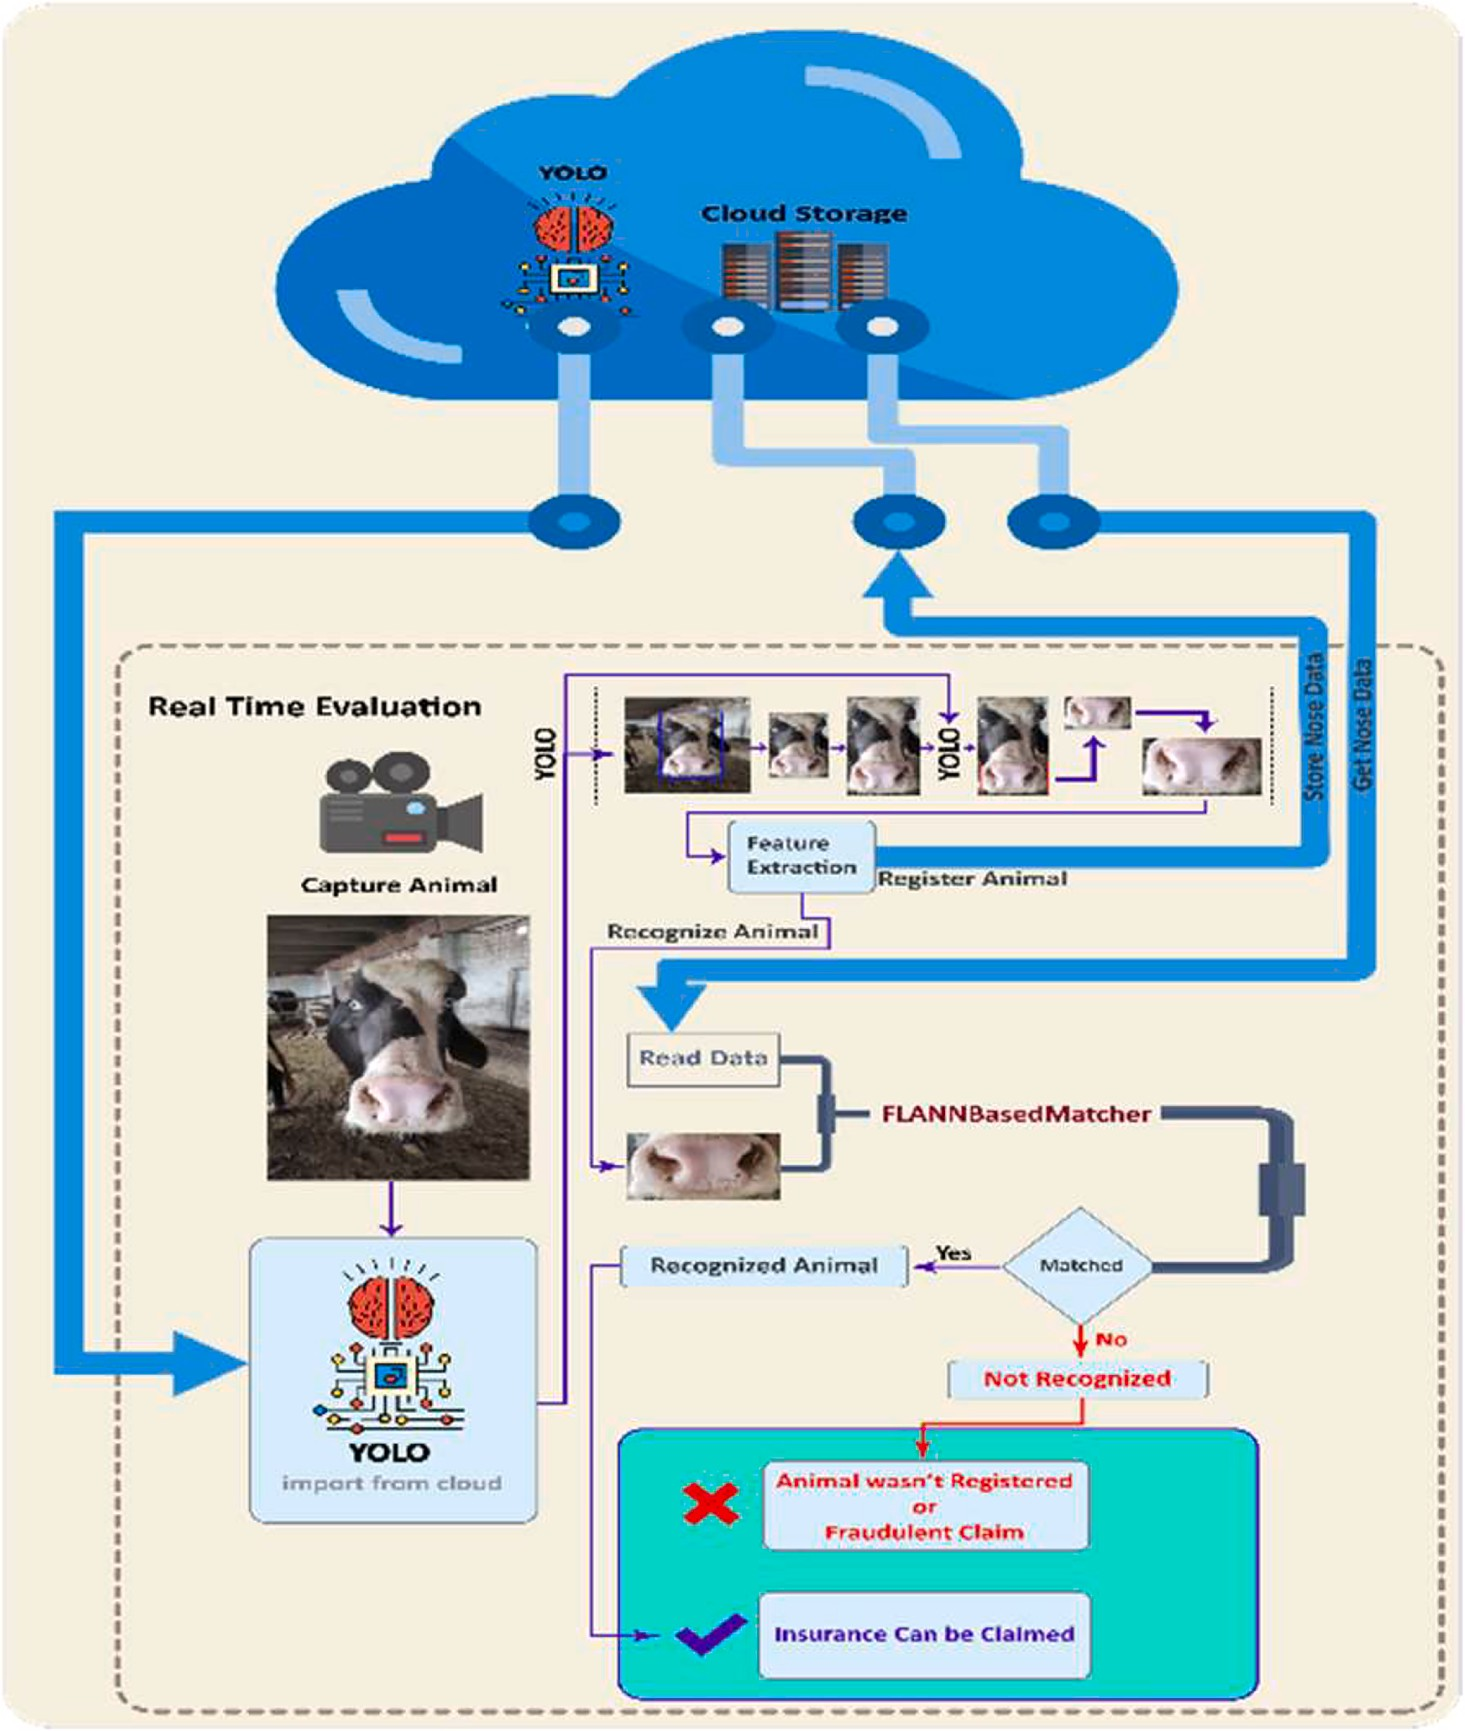 YOLO
Cloud Storage
Real Time Evaluation
YOLO
YOLO
Store Nose Data
Get Nose Data
Capture Animal
Feature
Extraction
Register Animal
Recognize Animal
Read Data
FLANNBasedMatcher
Recognized Animal
Yes
Matched
No
Not Recognized
YOLO
import from cloud
Animal wasn't Registered
or
Fraudulent Claim
Insurance Can be Claimed